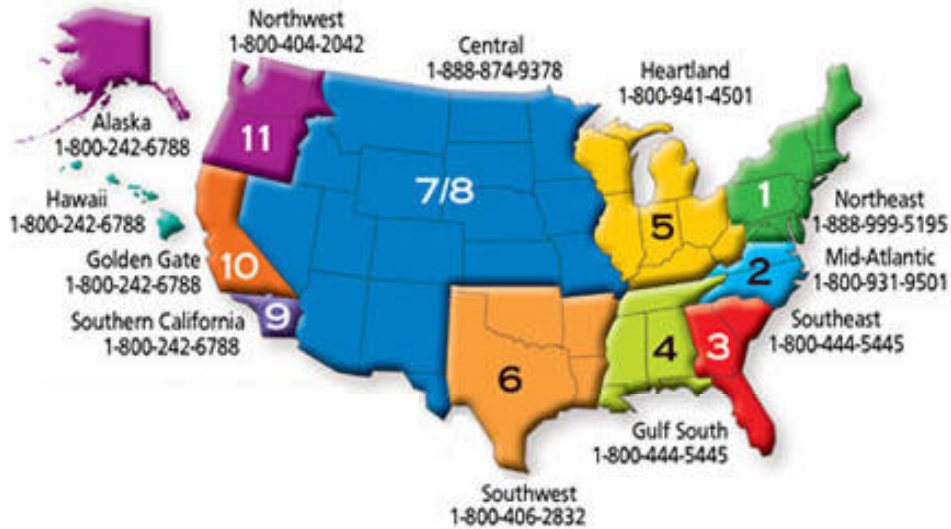 Northwest
1-800-404-2042
Central
1-888-874-9378
Heartland
1-800-941-4501
Alaska
1-800-242-6788
11
7/8
1
Hawaii
1-800-242-6788
Northeast
1-888-999-5195
5
Golden Gate
1-800-242-6788
10
2
Mid-Atlantic
1-800-931-9501
Southern California
1-800-242-6788
9
Southeast
1-800-444-5445
3
4
6
Gulf South
1-800-444-5445
Southwest
1-800-406-2832